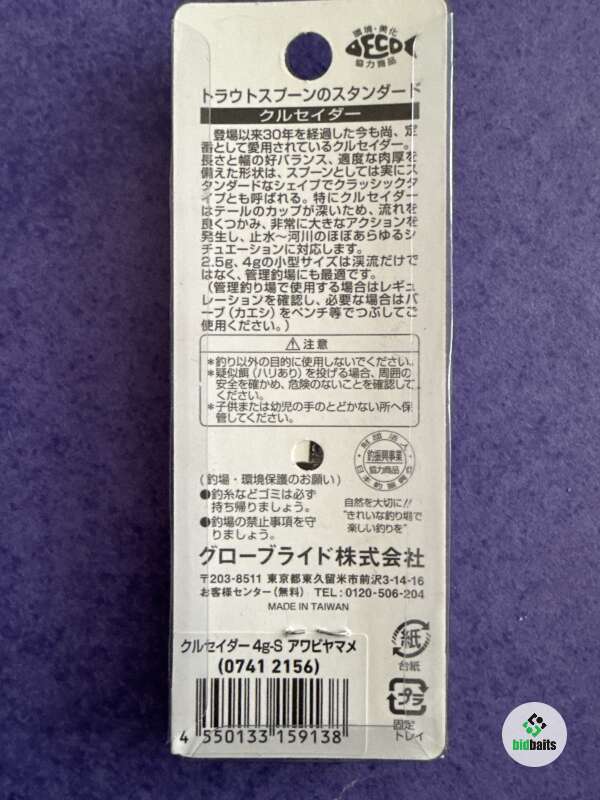 環境・美化
DECOS
協力商品
トラウトスプーンのスタンダード
クルセイダー
登場以来30年を経過した今も尚、定
番として愛用されているクルセイダー。
長さと幅の好バランス、適度な肉厚を
備えた形状は、スプーンとしては実にス
タンダードなシェイプでクラッシックタ
イプとも呼ばれる。特にクルセイダー
はテールのカップが深いため、流れを
良くつかみ、非常に大きなアクションを
発生し、止水〜河川のほぼあらゆるシ
チュエーションに対応します。
2.5g、4gの小型サイズは渓流だけで
はなく、管理釣場にも最適です。
(管理釣り場で使用する場合はレギュ
レーションを確認し、必要な場合はバ
ーブ(カエシ)をペンチ等でつぶしてご
使用ください。)
⚠注意
*釣り以外の目的に使用しないでください。
*疑似餌(ハリあり)を投げる場合、周囲の
安全を確かめ、危険のないことを確認して
ください。
*子供または幼児の手のとどかない所へ保
管してください。
財団法人
釣振興事業
協力商品
日本釣振興会
(釣場・環境保護のお願い)
●釣糸などゴミは必ず
持ち帰りましょう。
●釣場の禁止事項を守
りましょう。
自然を大切に!!
"きれいな釣り場で
楽しい釣りを"
グローブライド株式会社
〒203-8511 東京都東久留米市前沢3-14-16
お客様センター(無料) TEL:0120-506-204
MADE IN TAIWAN
クルセイダー 4g-S アワビヤマメ
(0741 2156)
4 550133 159138
紙
台紙
プラ
固定
トレイ
bidbaits